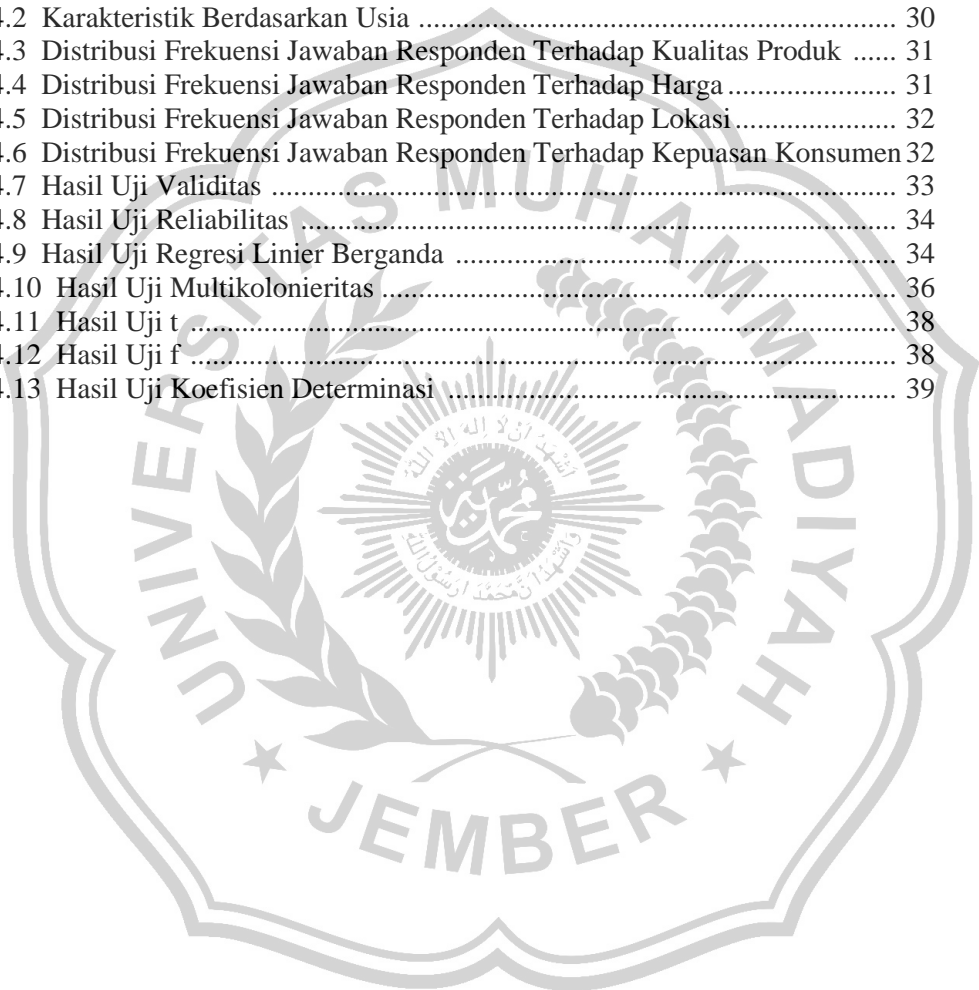 4.2 Karakteristik Berdasarkan Usia .................................................................... 30
4.3 Distribusi Frekuensi Jawaban Responden Terhadap Kualitas Produk ...... 31
4.4 Distribusi Frekuensi Jawaban Responden Terhadap Harga........................ 31
4.5 Distribusi Frekuensi Jawaban Responden Terhadap Lokasi....................... 32
4.6 Distribusi Frekuensi Jawaban Responden Terhadap Kepuasan Konsumen 32
4.7 Hasil Uji Validitas ......................................................................................... 33
4.8 Hasil Uji Reliabilitas ..................................................................................... 34
4.9 Hasil Uji Regresi Linier Berganda ............................................................... 34
4.10 Hasil Uji Multikolonieritas.......................................................................... 36
4.11 Hasil Uji t ..................................................................................................... 38
4.12 Hasil Uji f ..................................................................................................... 38
4.13 Hasil Uji Koefisien Determinasi ................................................................ 39
UNIVERSITAS MUHAMMADIYAH
JEMBER